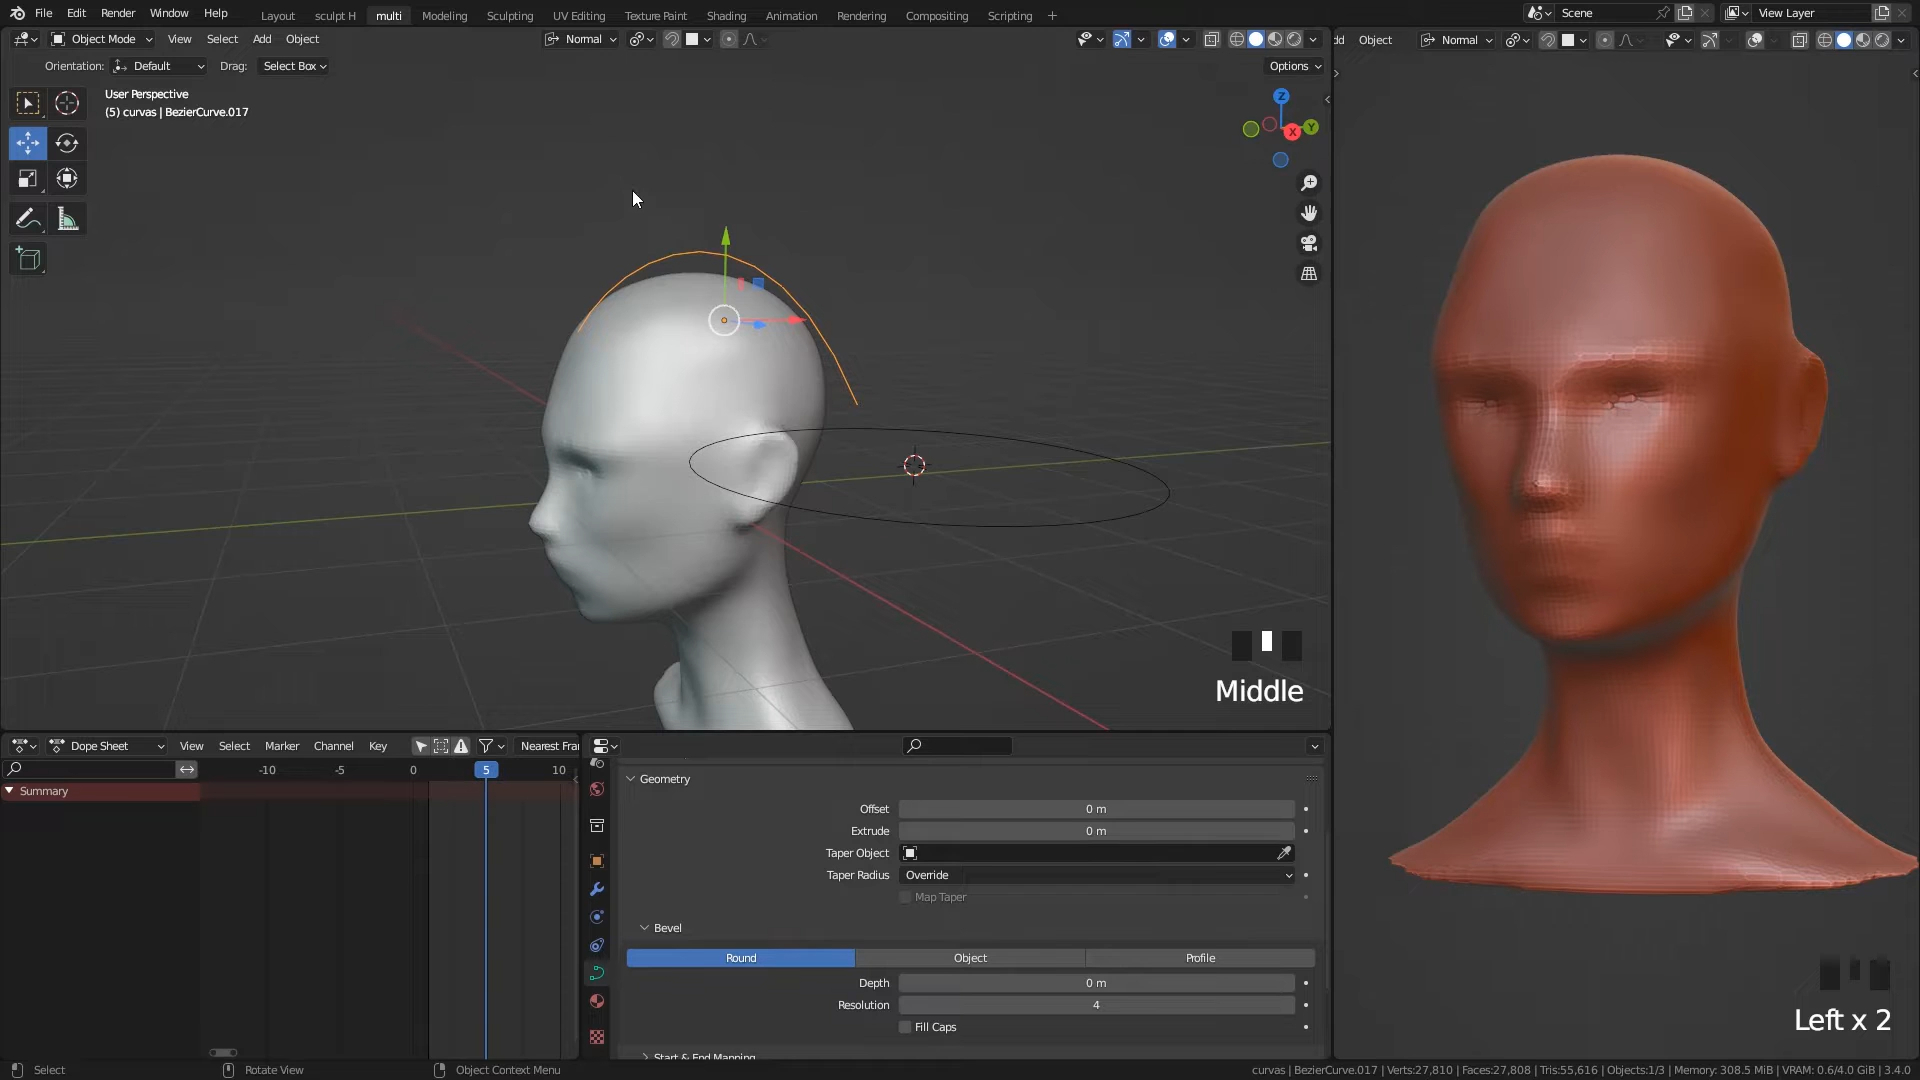 File Edit Render Window Help Layout sculpt H multi Modeling Sculpting UV Editing Texture Paint Shading Animation Rendering Compositing Scripting + Scene View Layer
Object Mode View Select Add Object Normal Object Normal
Orientation: Default Drag: Select Box Options
User Perspective
(5) curvas | BezierCurve.017
Z
X
Y
Middle
Dope Sheet View Select Marker Channel Key Nearest Fra
-10 -5 0 5 10
Summary
Geometry
Offset 0 m
Extrude 0 m
Taper Object
Taper Radius Override
Map Taper
Bevel
Round Object Profile
Depth 0 m
Resolution 4
Fill Caps
Start & End Mapping
Left x 2
Select Rotate View Object Context Menu curvas | BezierCurve.017 | Verts:27,810 | Faces:27,808 | Tris:55,616 | Objects:1/3 | Memory: 308.5 MiB | VRAM: 0.6/4.0 GiB | 3.4.0